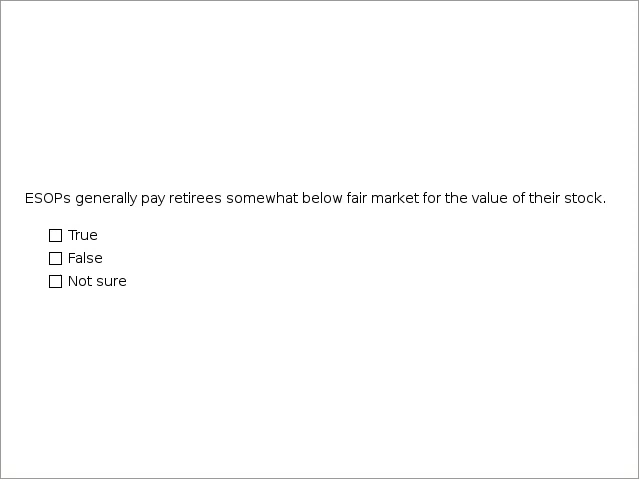 ESOPs generally pay retirees somewhat below fair market for the value of their stock.
True
False
Not sure